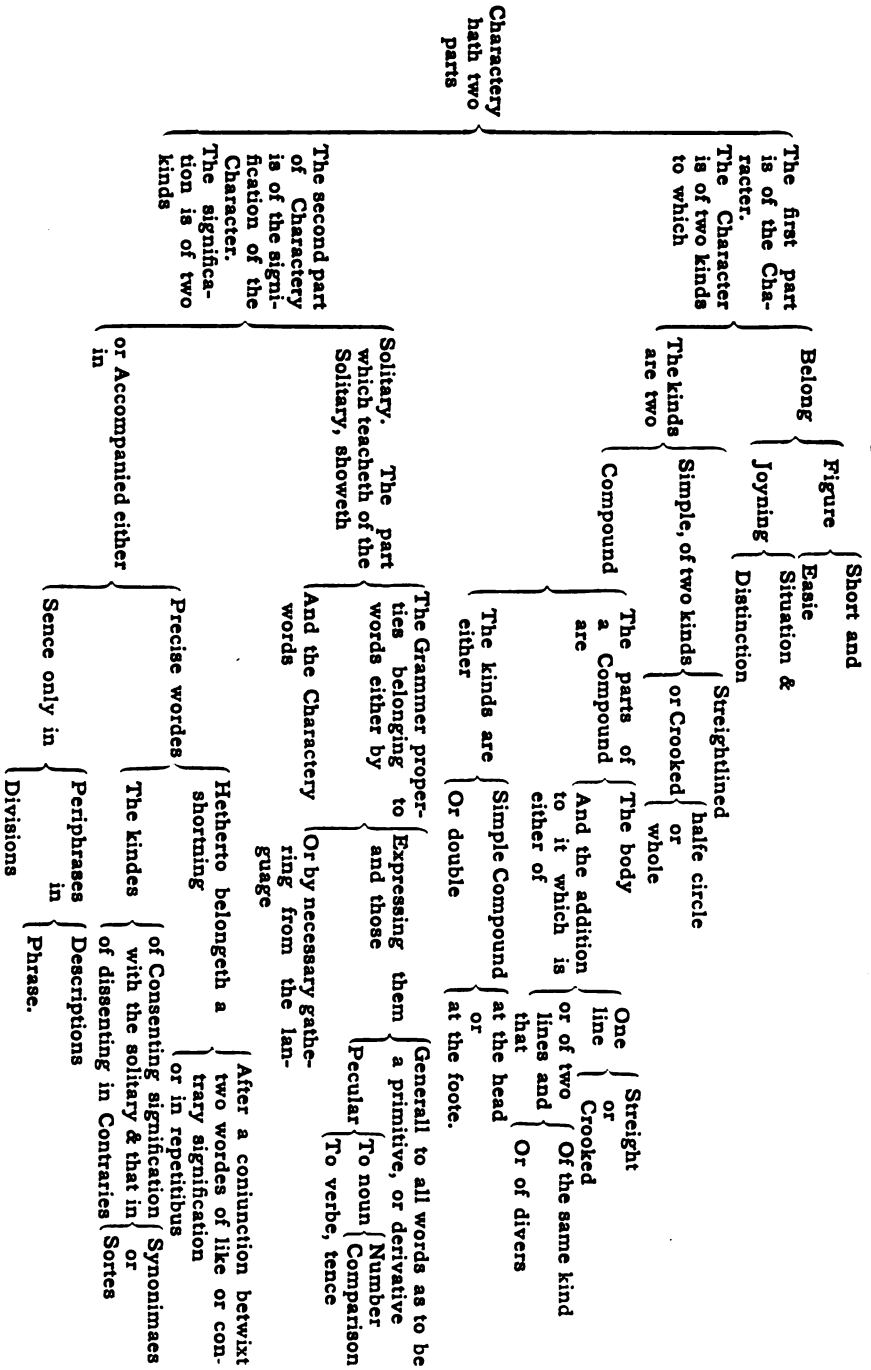 Charactery
hath two
parts
The first part
is of the Cha-
racter.
The Character
is of two kinds
to which
Belong
Figure
Short and
Easie
Joyning
Situation &
Distinction
The kinds
are two
Simple, of two kinds
Streightlined
or Crooked
halfe circle
or
whole
Compound
The parts of
a Compound
are
The body
And the addition
to it which is
either of
One
line
Streight
or
Crooked
or of two
lines and
that
Of the same kind
Or of divers
The kinds are
either
Simple Compound
Or double
at the head
or
at the foote.
The second part
of Charactery
is of the signi-
fication of the
Character.
The significa-
tion is of two
kinds
Solitary. The part
which teacheth of the
Solitary, showeth
The Grammer proper-
ties belonging to
words either by
Expressing them
and those
Generall to all words as to be
a primitive, or derivative
Pecular
To noun
Number
Comparison
To verbe, tence
Or by necessary gathe-
ring from the lan-
guage
And the Charactery
words
or Accompanied either
in
Precise wordes
Hetherto belongeth a
shortning
After a coniunction betwixt
two wordes of like or con-
trary signification
or in repetitibus
The kindes
of Consenting signification
with the solitary & that in
Synonimaes
or
Sortes
of dissenting in Contraries
Sence only in
Periphrases
in
Descriptions
Phrase.
Divisions